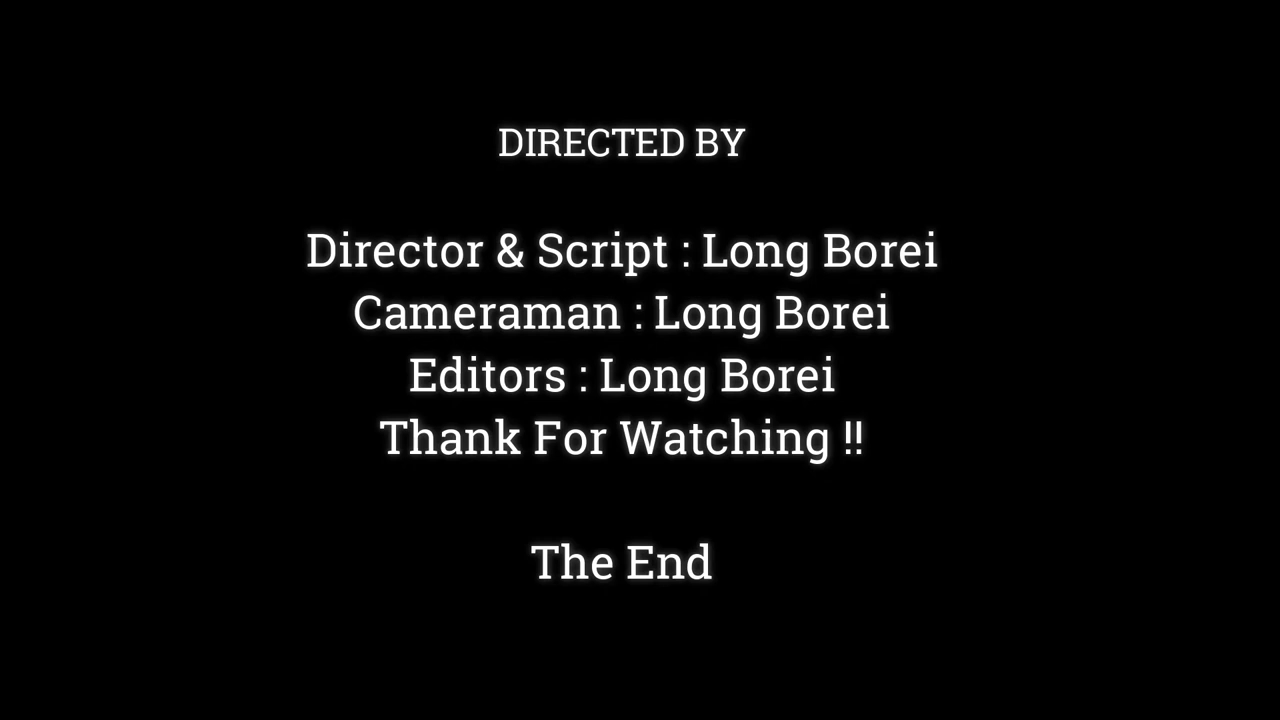 DIRECTED BY
Director & Script : Long Borei
Cameraman : Long Borei
Editors : Long Borei
Thank For Watching !!
The End